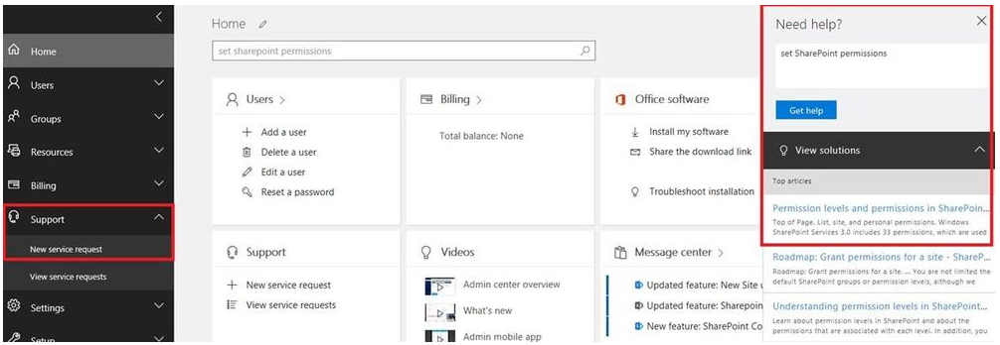 Home
Users
Groups
Resources
Billing
Support
New service request
View service requests
Settings
Setup
Home
set sharepoint permissions
Users >
Add a user
Delete a user
Edit a user
Reset a password
Billing >
Total balance: None
Office software
Install my software
Share the download link
Troubleshoot installation
Support
New service request
View service requests
Videos
Admin center overview
What's new
Admin mobile app
Message center >
Updated feature: New Site u
Updated feature: Sharepoin
New feature: SharePoint Co
Need help?
set SharePoint permissions
Get help
View solutions
Top articles
Permission levels and permissions in SharePoin...
Top of Page. List, site, and personal permissions. Windows
SharePoint Services 3.0 includes 33 permissions, which are used
Roadmap: Grant permissions for a site - ShareP...
Roadmap: Grant permissions for a site. ... You are not limited the
default SharePoint groups or permission levels, although we
Understanding permission levels in SharePoint...
Learn about permission levels in SharePoint and about the
permissions that are associated with each level. In addition, you